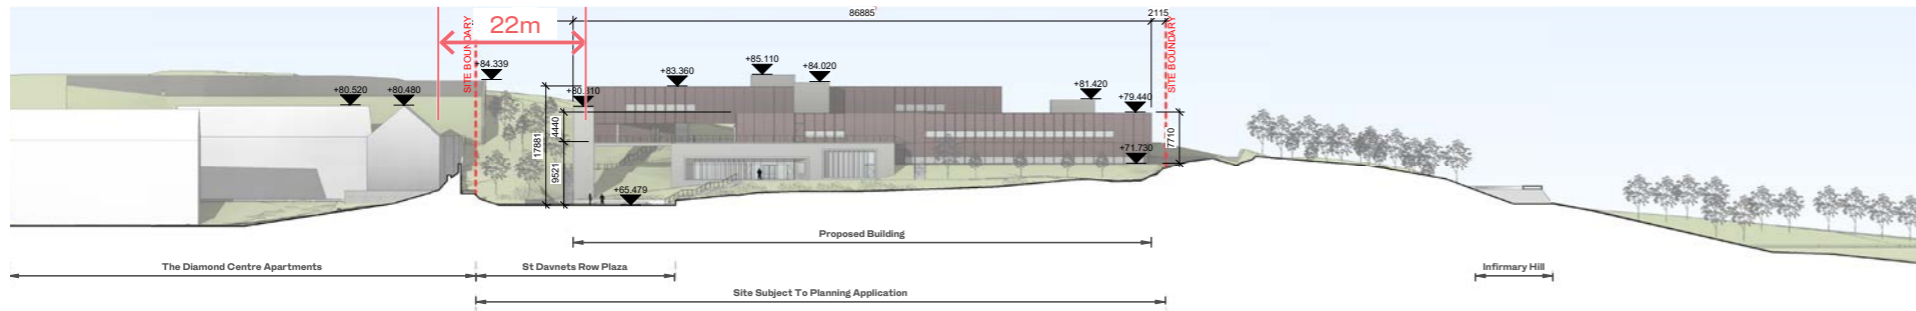 22m
SITE BOUNDARY
86885
2115
SITE BOUNDARY
+84.339
+85.110
+83.360
+84.020
+80.520
+80.480
+81.420
+79.440
4440
17881
7710
+71.730
9521
+65.479
Proposed Building
The Diamond Centre Apartments
St Davnets Row Plaza
Infirmary Hill
Site Subject To Planning Application